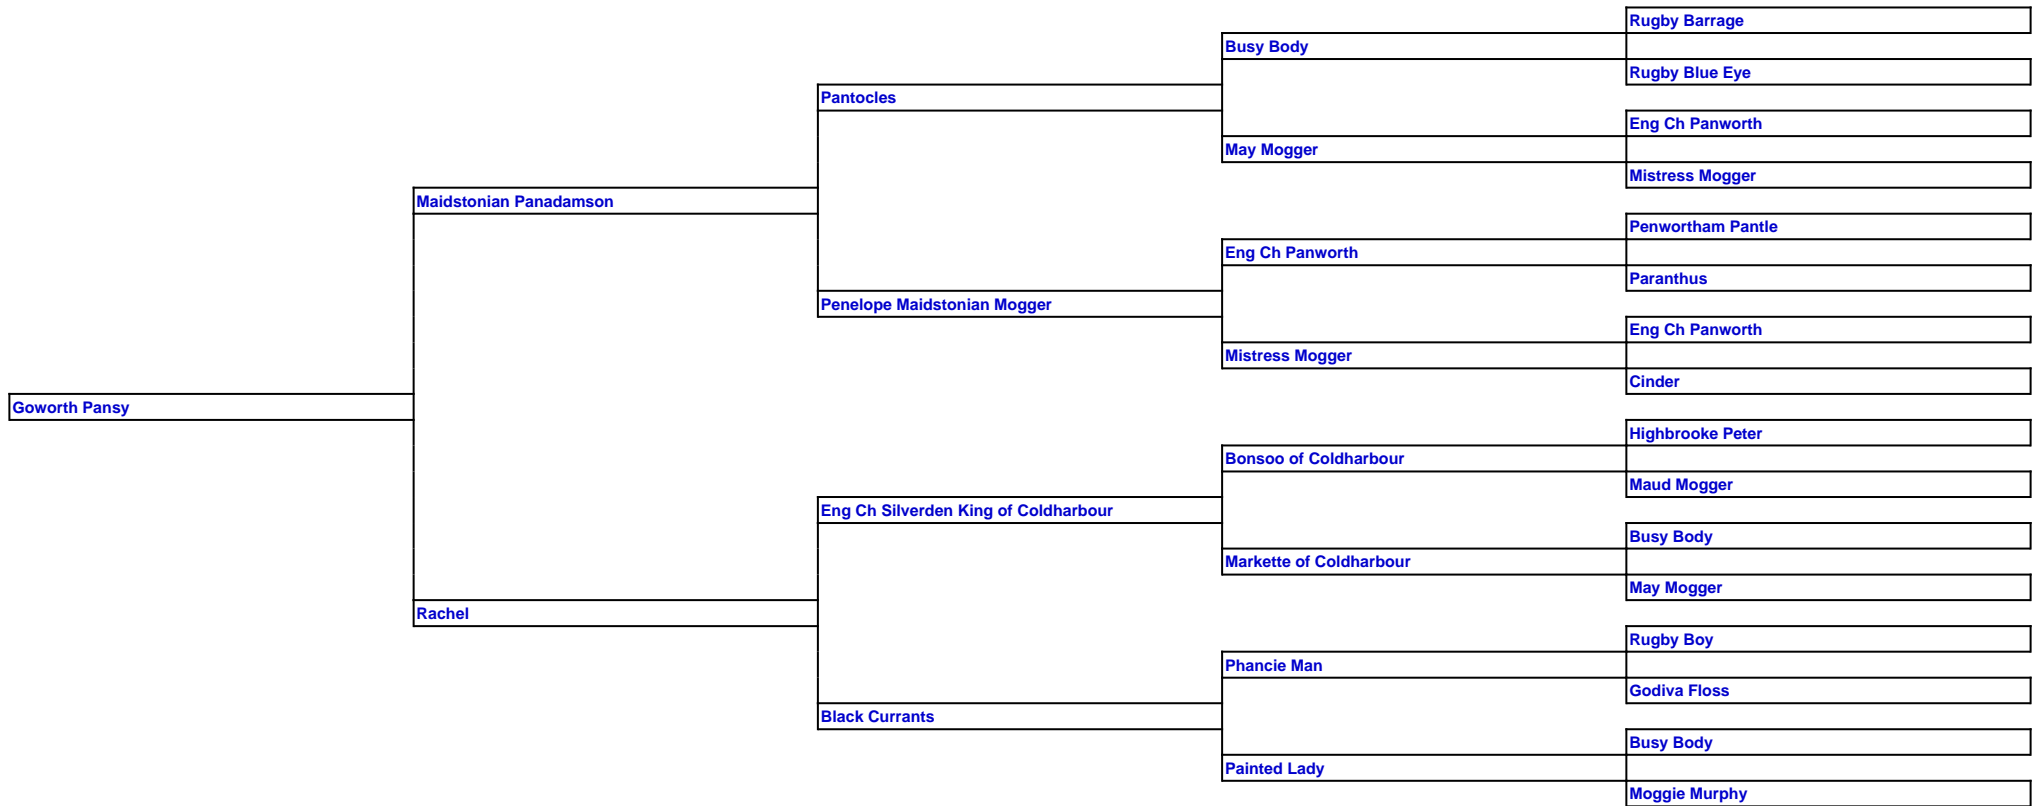 Rugby Barrage
Busy Body
Rugby Blue Eye
Pantocles
Eng Ch Panworth
May Mogger
Mistress Mogger
Maidstonian Panadamson
Penwortham Pantle
Eng Ch Panworth
Paranthus
Penelope Maidstonian Mogger
Eng Ch Panworth
Mistress Mogger
Cinder
Goworth Pansy
Highbrooke Peter
Bonsoo of Coldharbour
Maud Mogger
Eng Ch Silverden King of Coldharbour
Busy Body
Markette of Coldharbour
May Mogger
Rachel
Rugby Boy
Phancie Man
Godiva Floss
Black Currants
Busy Body
Painted Lady
Moggie Murphy